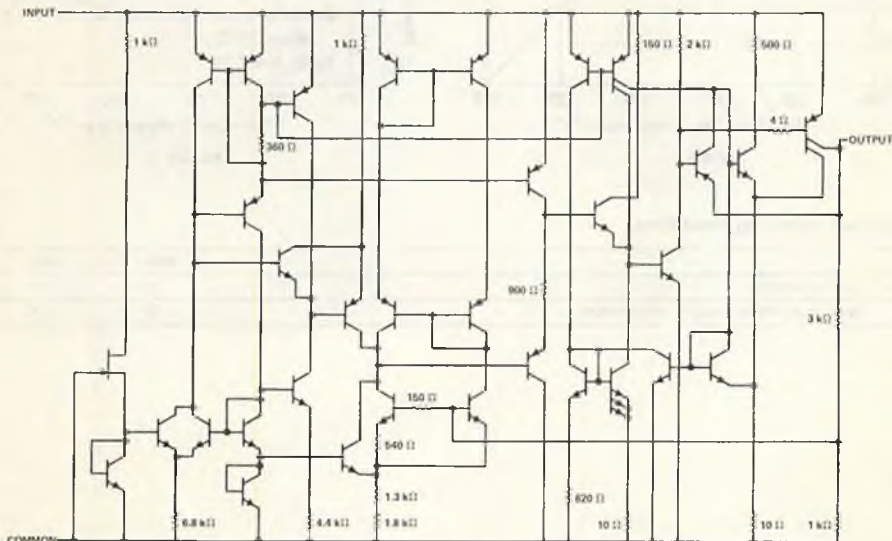 INPUT
1 kΩ
1 kΩ
150 Ω
2 kΩ
500 Ω
4 Ω
OUTPUT
360 Ω
900 Ω
3 kΩ
150 Ω
540 Ω
1.3 kΩ
620 Ω
6.8 kΩ
4.4 kΩ
1.8 kΩ
10 Ω
10 Ω
1 kΩ
COMMON